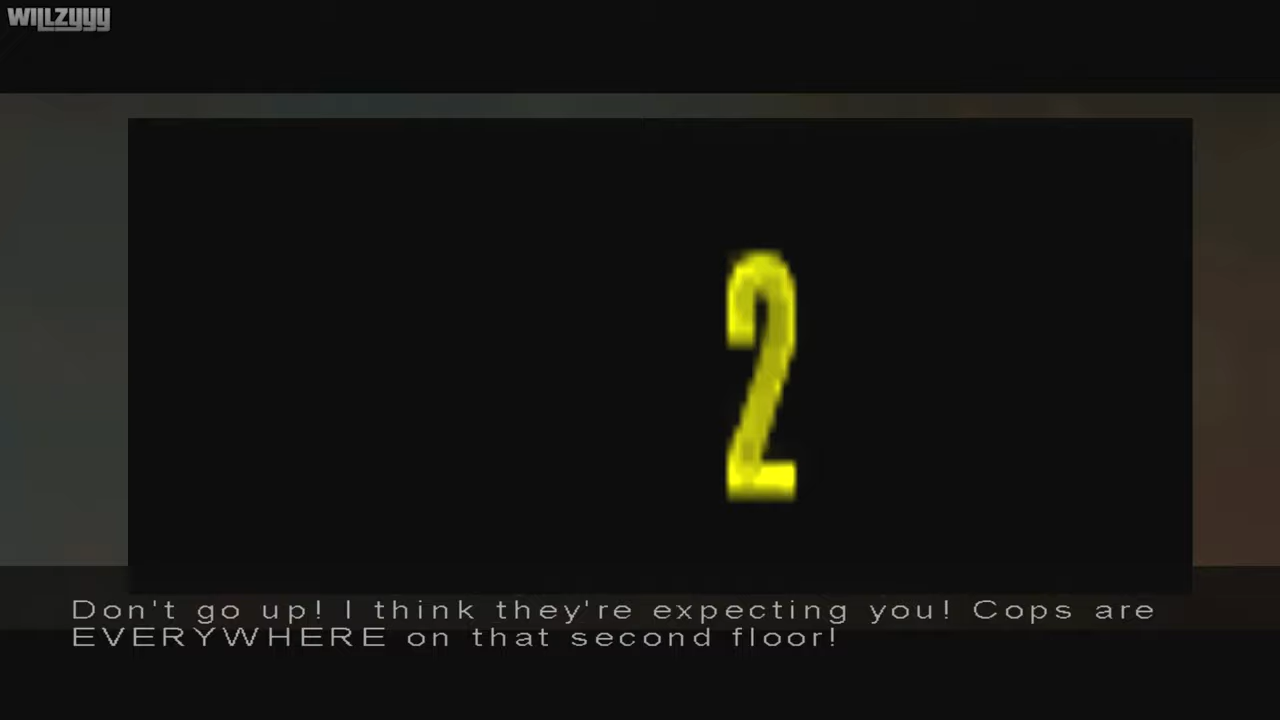 WILLZYYY
2
Don't go up! I think they're expecting you! Cops are
EVERYWHERE on that second floor!